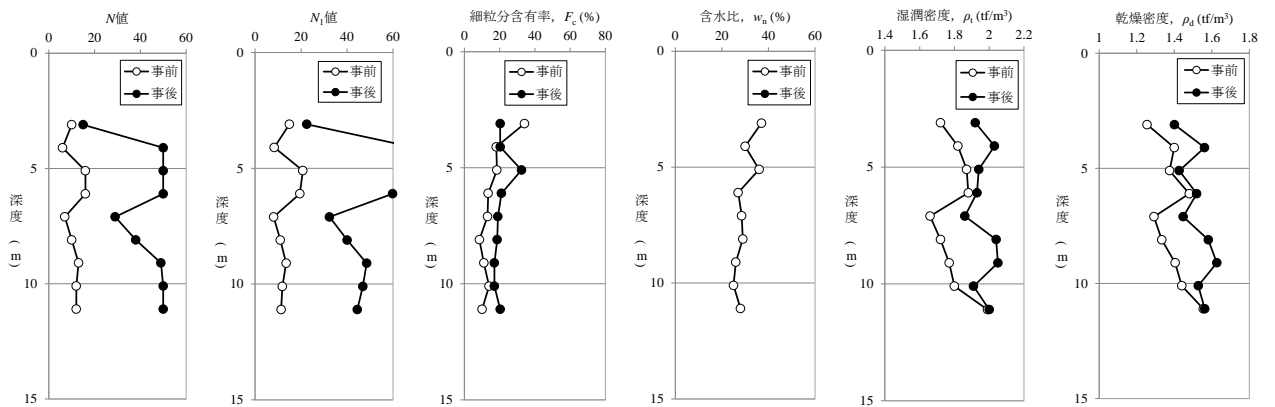 N値
0 20 40 60
0
5
10
15
深度 (m)
事前
事後
N₁値
0 20 40 60
0
5
10
15
深度 (m)
事前
事後
細粒分含有率，Fc (%)
0 20 40 60 80
0
5
10
15
深度 (m)
事前
事後
含水比，wn (%)
0 20 40 60
0
5
10
15
深度 (m)
事前
事後
湿潤密度，ρt (tf/m³)
1.4 1.6 1.8 2 2.2
0
5
10
15
深度 (m)
事前
事後
乾燥密度，ρd (tf/m³)
1 1.2 1.4 1.6 1.8
0
5
10
15
深度 (m)
事前
事後